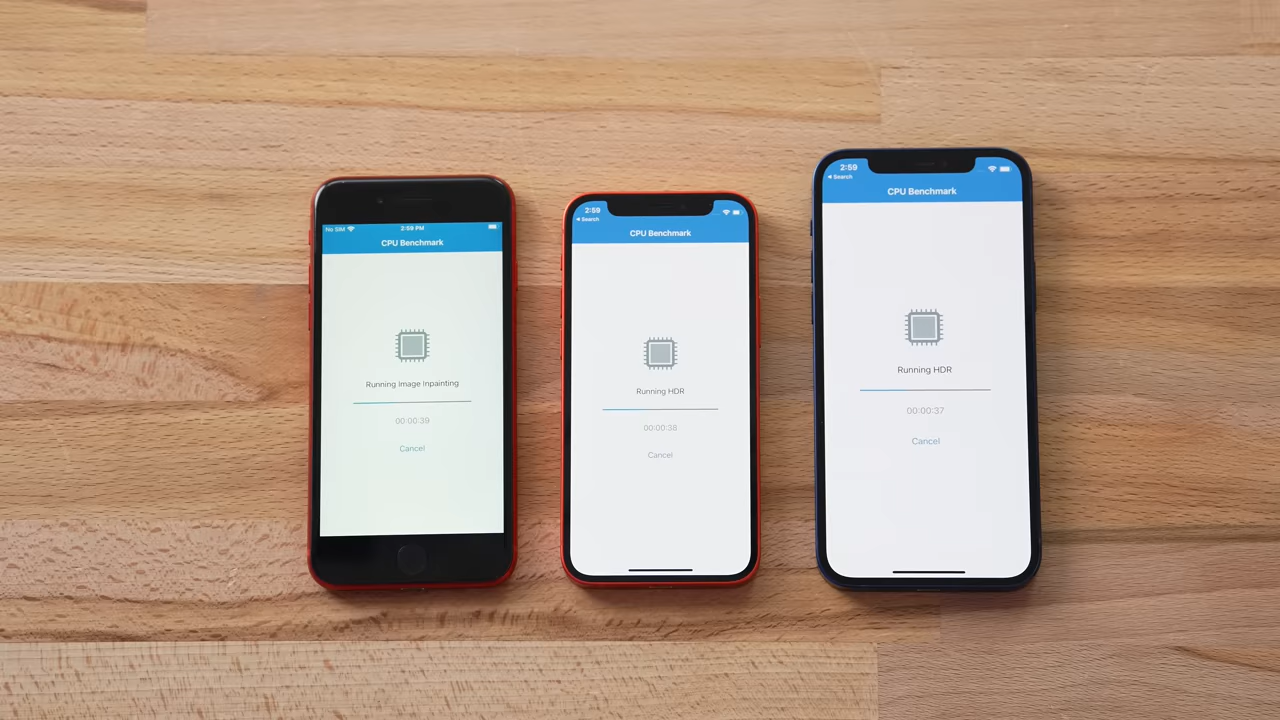 No SIM 2:59 PM
CPU Benchmark
Running Image Inpainting
00:00:39
Cancel
2:59
Search
CPU Benchmark
Running HDR
00:00:38
Cancel
2:59
Search
CPU Benchmark
Running HDR
00:00:37
Cancel